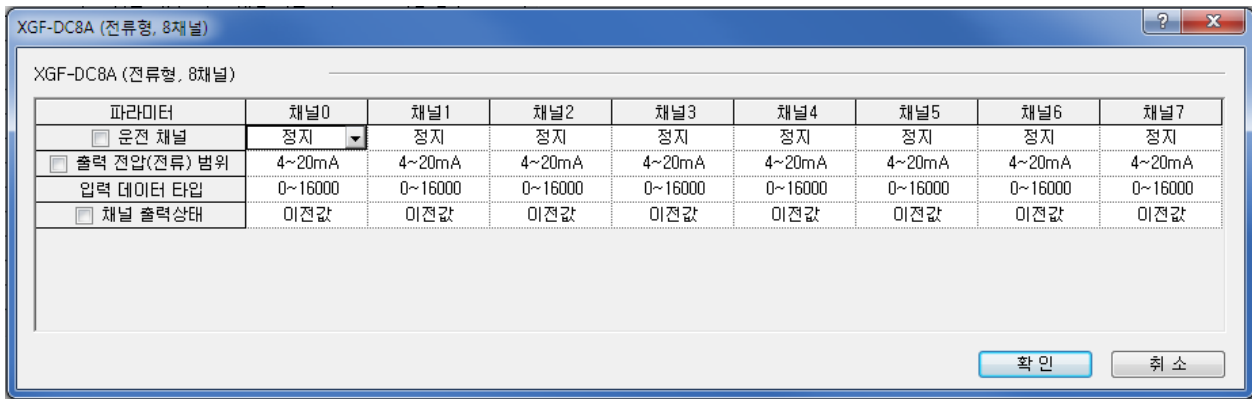 XGF-DC8A (전류형, 8채널)
XGF-DC8A (전류형, 8채널)
파라미터 채널0 채널1 채널2 채널3 채널4 채널5 채널6 채널7
운전 채널 정지 정지 정지 정지 정지 정지 정지 정지
출력 전압(전류) 범위 4~20mA 4~20mA 4~20mA 4~20mA 4~20mA 4~20mA 4~20mA 4~20mA
입력 데이터 타입 0~16000 0~16000 0~16000 0~16000 0~16000 0~16000 0~16000 0~16000
채널 출력상태 이전값 이전값 이전값 이전값 이전값 이전값 이전값 이전값
확인 취소